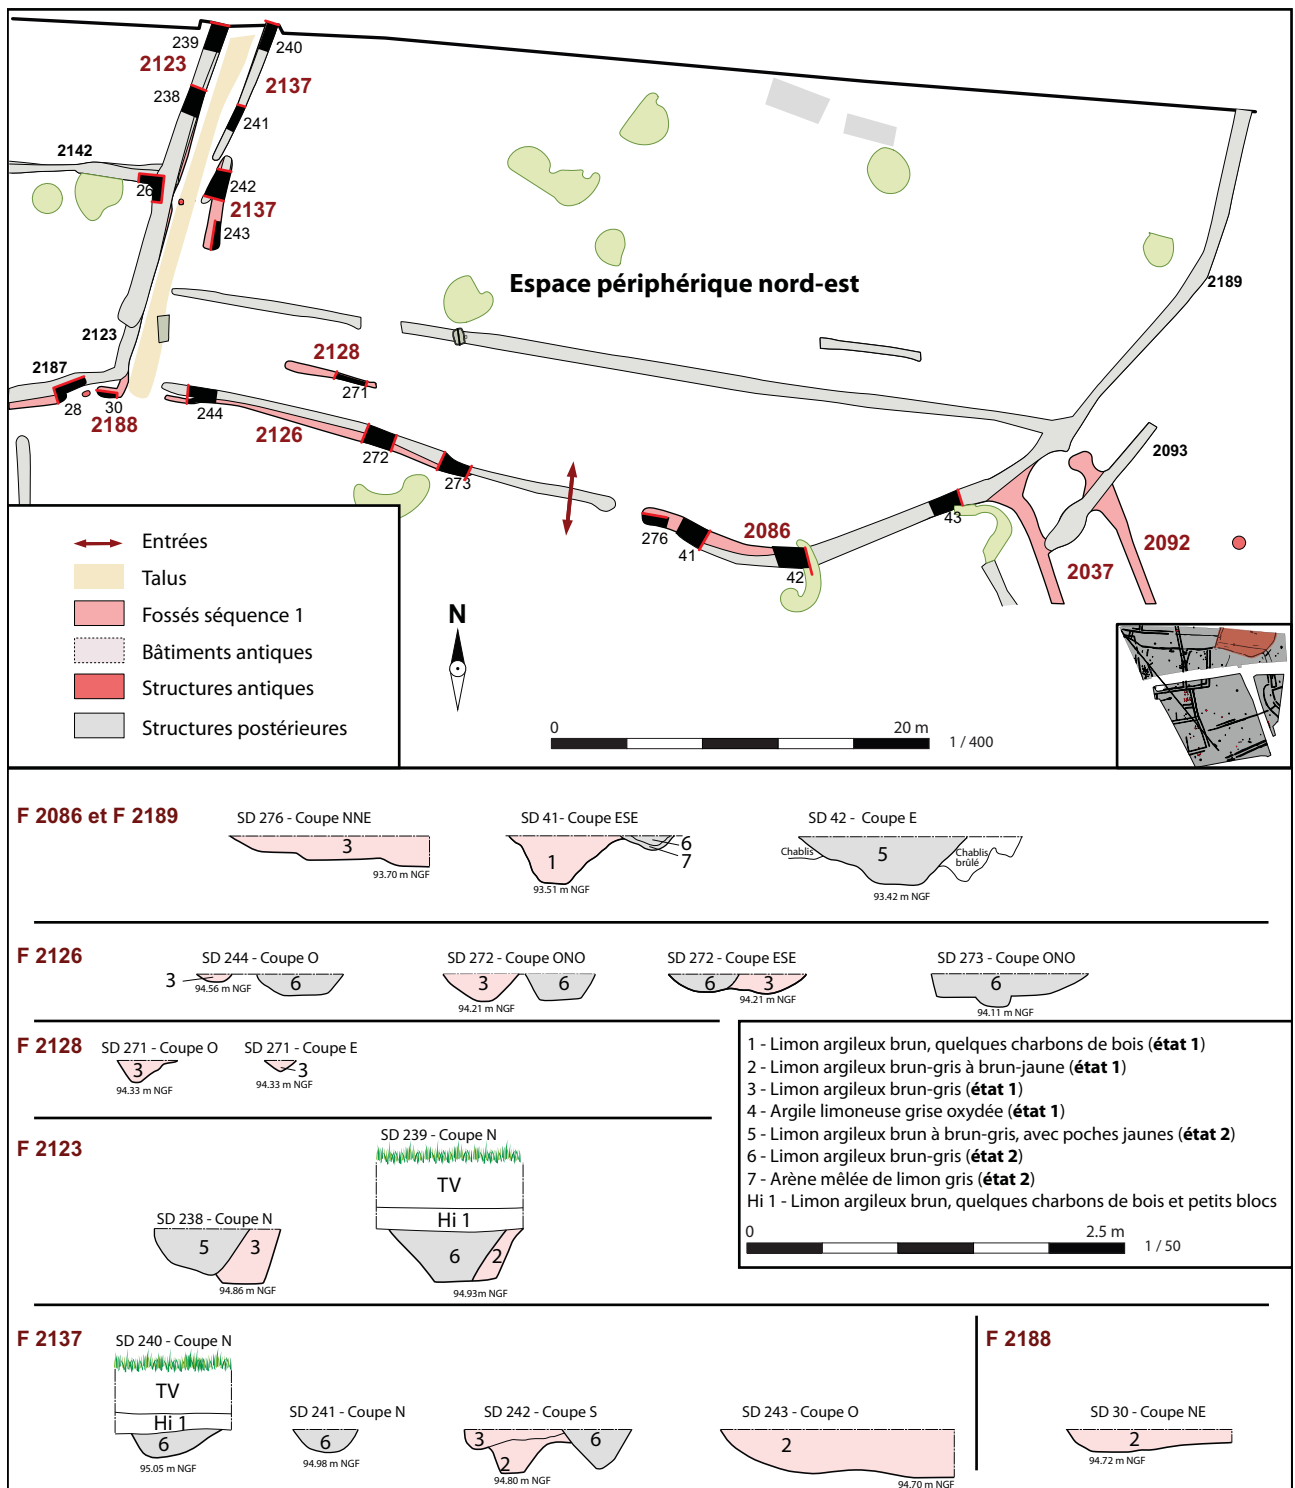 239
2123
240
238
2137
241
2142
26
242
2137
243
Espace périphérique nord-est
2189
2123
2128
2187
271
28
30
2188
244
2126
272
273
2093
276
41
2086
42
43
2037
2092
Entrées
Talus
Fossés séquence 1
Bâtiments antiques
Structures antiques
Structures postérieures
N
0
20 m
1 / 400
F 2086 et F 2189
SD 276 - Coupe NNE
3
93.70 m NGF
SD 41- Coupe ESE
1
6
7
93.51 m NGF
SD 42 - Coupe E
Chablis
5
Chablis
brûlé
93.42 m NGF
F 2126
SD 244 - Coupe O
3
6
94.56 m NGF
SD 272 - Coupe ONO
3
6
94.21 m NGF
SD 272 - Coupe ESE
6
3
94.21 m NGF
SD 273 - Coupe ONO
6
94.11 m NGF
F 2128
SD 271 - Coupe O
3
94.33 m NGF
SD 271 - Coupe E
3
94.33 m NGF
1 - Limon argileux brun, quelques charbons de bois (état 1)
2 - Limon argileux brun-gris à brun-jaune (état 1)
3 - Limon argileux brun-gris (état 1)
4 - Argile limoneuse grise oxydée (état 1)
5 - Limon argileux brun à brun-gris, avec poches jaunes (état 2)
6 - Limon argileux brun-gris (état 2)
7 - Arène mêlée de limon gris (état 2)
Hi 1 - Limon argileux brun, quelques charbons de bois et petits blocs
0
2.5 m
1 / 50
F 2123
SD 238 - Coupe N
5
3
94.86 m NGF
SD 239 - Coupe N
TV
Hi 1
6
2
94.93m NGF
F 2137
SD 240 - Coupe N
TV
Hi 1
6
95.05 m NGF
SD 241 - Coupe N
6
94.98 m NGF
SD 242 - Coupe S
3
6
2
94.80 m NGF
SD 243 - Coupe O
2
94.70 m NGF
F 2188
SD 30 - Coupe NE
2
94.72 m NGF